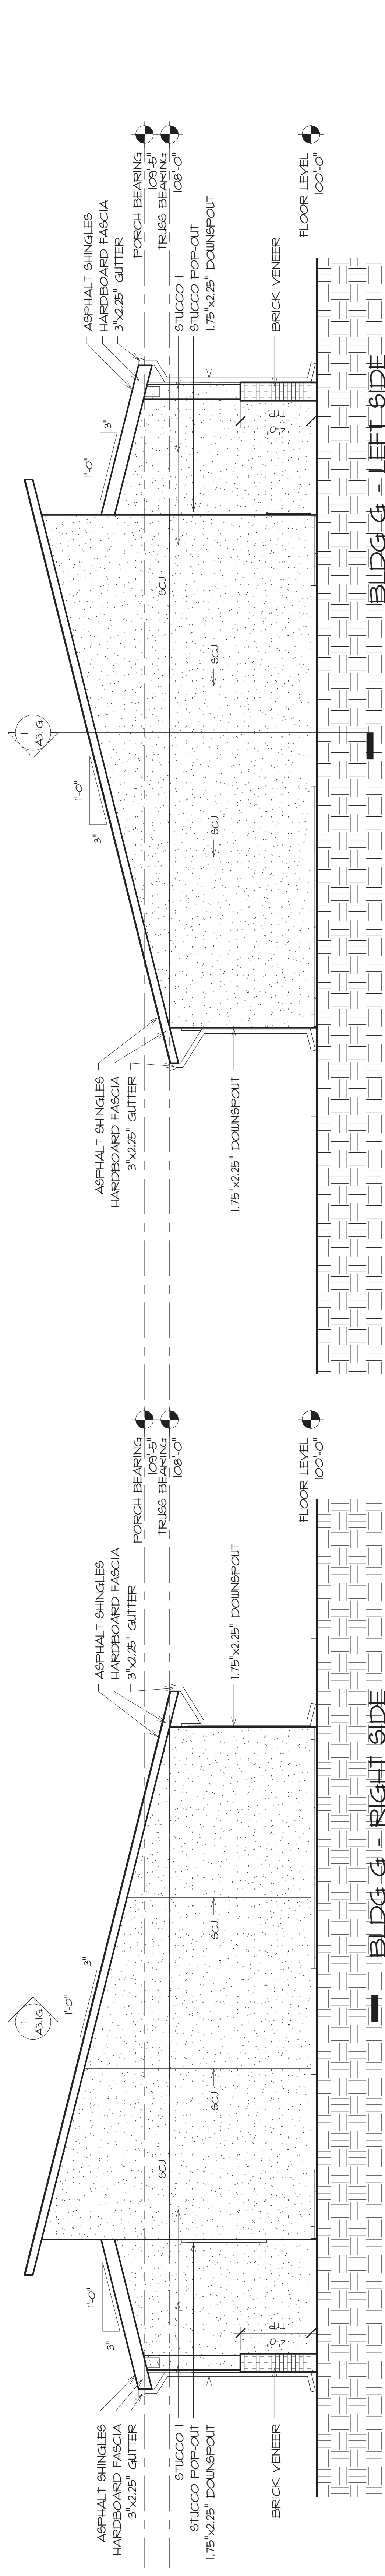 ASPHALT SHINGLES
HARDBOARD FASCIA
3"x2.25" GUTTER
PORCH BEARING
109'-5"
TRUSS BEARING
108'-0"
STUCCO 1
STUCCO POP-OUT
1.75"x2.25" DOWNSPOUT
BRICK VENEER
FLOOR LEVEL
100'-0"
1'-0"
3"
4'-0"
TYP
SCJ
SCJ
SCJ
1
A3.1G
1'-0"
3"
ASPHALT SHINGLES
HARDBOARD FASCIA
3"x2.25" GUTTER
1.75"x2.25" DOWNSPOUT
BLDG G - LEFT SIDE
ASPHALT SHINGLES
HARDBOARD FASCIA
3"x2.25" GUTTER
PORCH BEARING
109'-5"
TRUSS BEARING
108'-0"
1.75"x2.25" DOWNSPOUT
FLOOR LEVEL
100'-0"
1'-0"
3"
1
A3.1G
SCJ
SCJ
SCJ
1'-0"
3"
4'-0"
TYP
ASPHALT SHINGLES
HARDBOARD FASCIA
3"x2.25" GUTTER
STUCCO 1
STUCCO POP-OUT
1.75"x2.25" DOWNSPOUT
BRICK VENEER
BLDG G - RIGHT SIDE